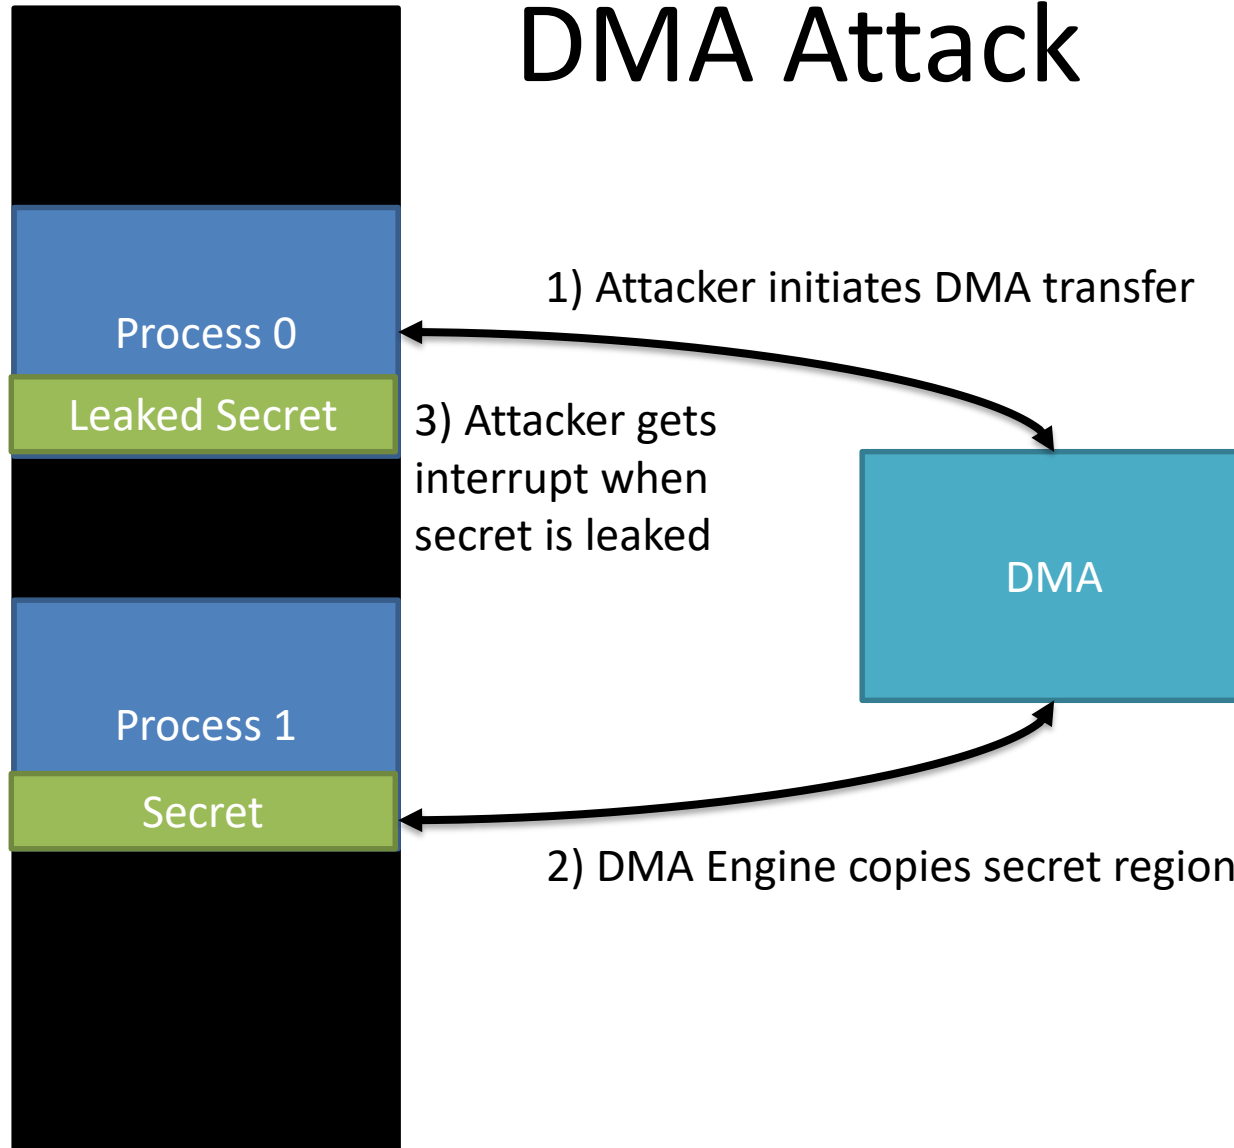 DMA Attack
1) Attacker initiates DMA transfer
Process 0
Leaked Secret
3) Attacker gets
interrupt when
secret is leaked
DMA
Process 1
Secret
2) DMA Engine copies secret region